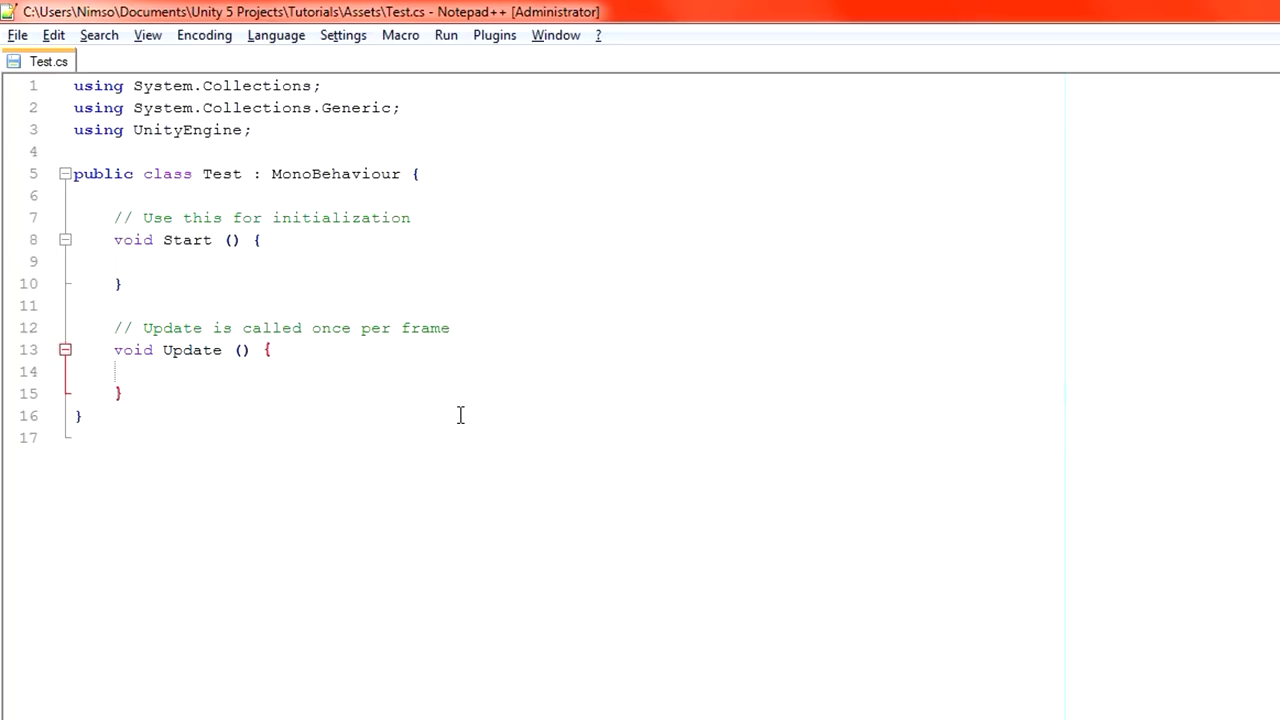 C:\Users\Nimso\Documents\Unity 5 Projects\Tutorials\Assets\Test.cs - Notepad++ [Administrator]
File Edit Search View Encoding Language Settings Macro Run Plugins Window ?
Test.cs
1 using System.Collections;
2 using System.Collections.Generic;
3 using UnityEngine;
4
5 public class Test : MonoBehaviour {
6
7 // Use this for initialization
8 void Start () {
9
10 }
11
12 // Update is called once per frame
13 void Update () {
14
15 }
16 }
17